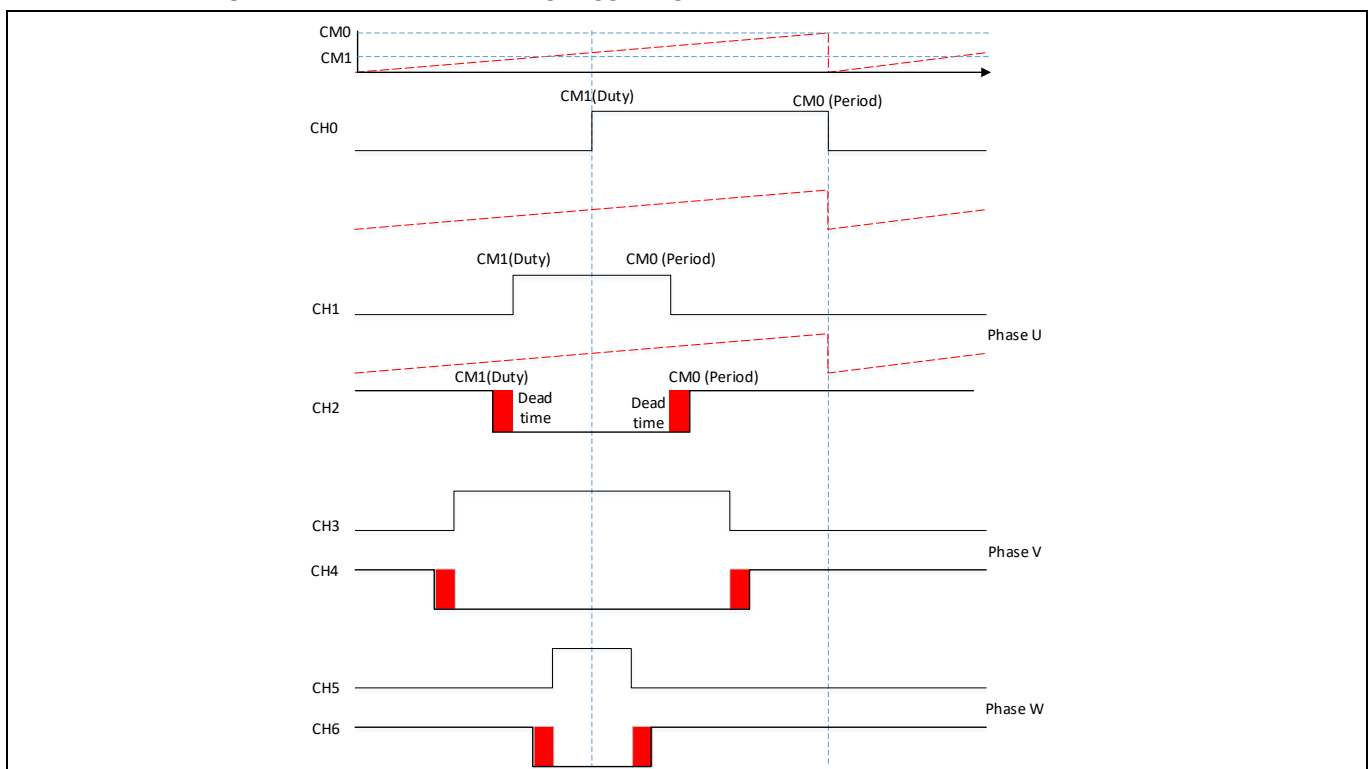 CM0
CM1
CM1(Duty)
CM0 (Period)
CH0
CM1(Duty)
CM0 (Period)
CH1
Phase U
CM1(Duty)
CM0 (Period)
CH2
Dead
time
Dead
time
CH3
Phase V
CH4
CH5
Phase W
CH6